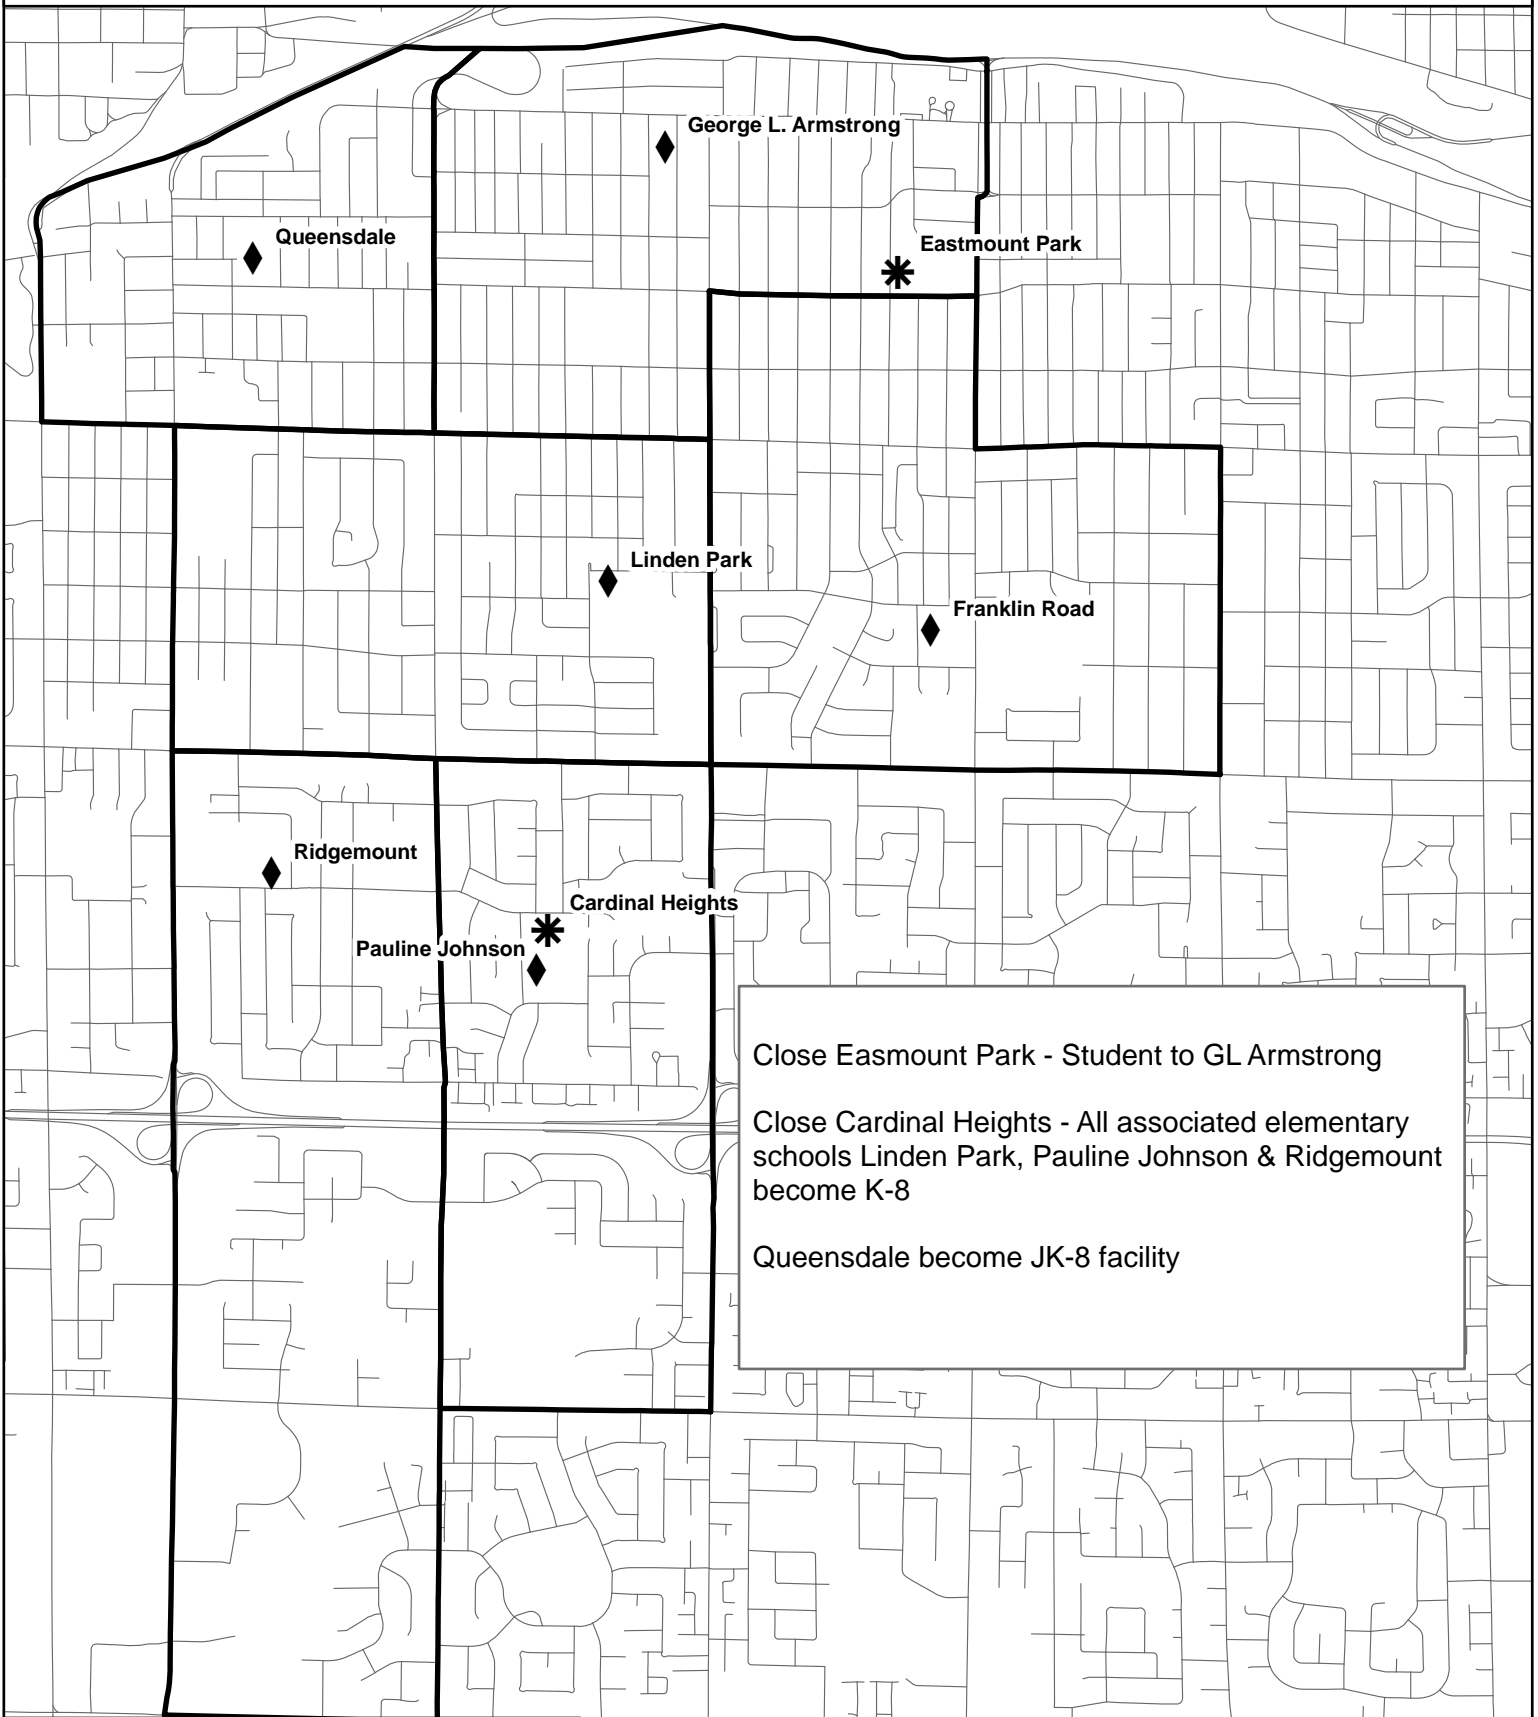 George L. Armstrong
Queensdale
Eastmount Park
Linden Park
Franklin Road
Ridgemount
Cardinal Heights
Pauline Johnson
Close Easmount Park - Student to GL Armstrong
Close Cardinal Heights - All associated elementary
schools Linden Park, Pauline Johnson & Ridgemount
become K-8
Queensdale become JK-8 facility